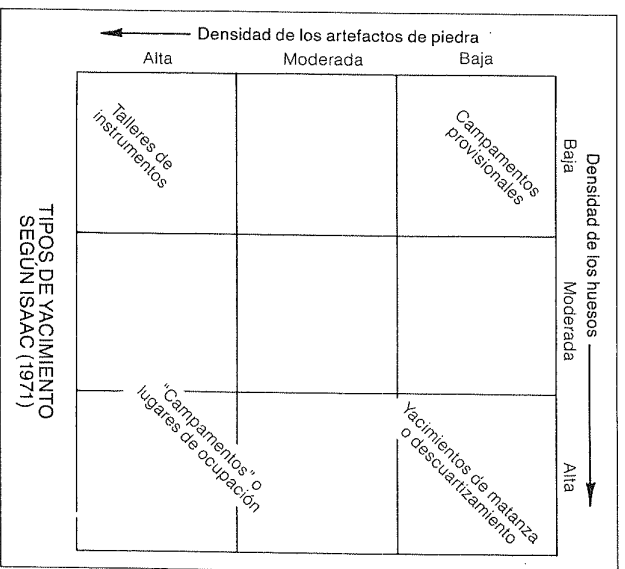 Densidad de los artefactos de piedra
Alta
Moderada
Baja
Talleres de
instrumentos
Campamentos
provisionales
Baja
Densidad de los huesos
Moderada
Alta
"Campamentos" o
lugares de ocupación
Yacimientos de matanza
o descuartizamiento
TIPOS DE YACIMIENTO
SEGÚN ISAAC (1971)